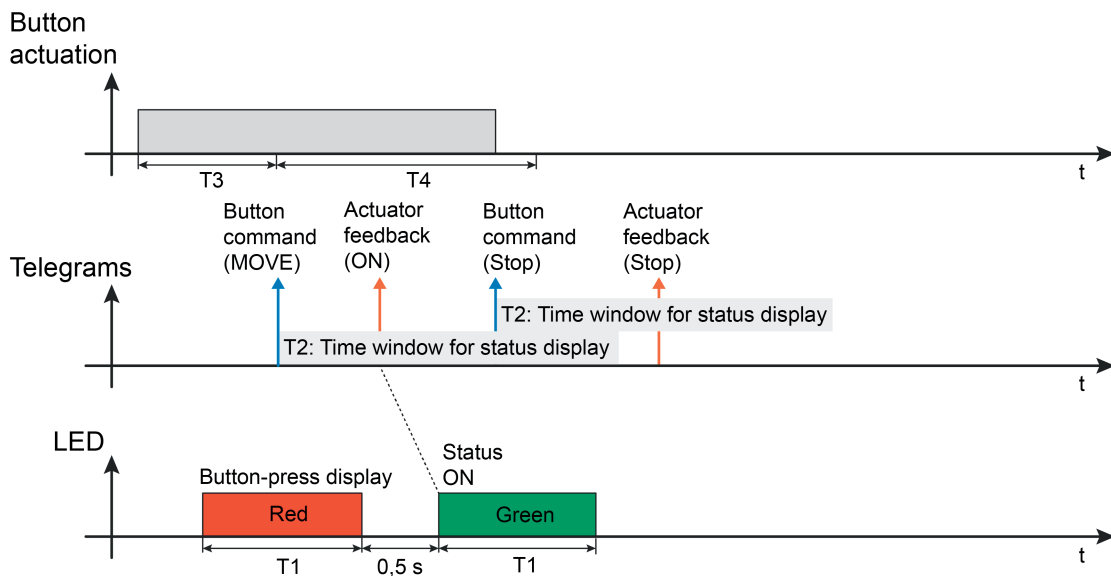 Button
actuation
T3
T4
t
Button
command
(MOVE)
Actuator
feedback
(ON)
Button
command
(Stop)
Actuator
feedback
(Stop)
Telegrams
T2: Time window for status display
T2: Time window for status display
t
LED
Button-press display
Status
ON
Red
Green
T1
0,5 s
T1
t